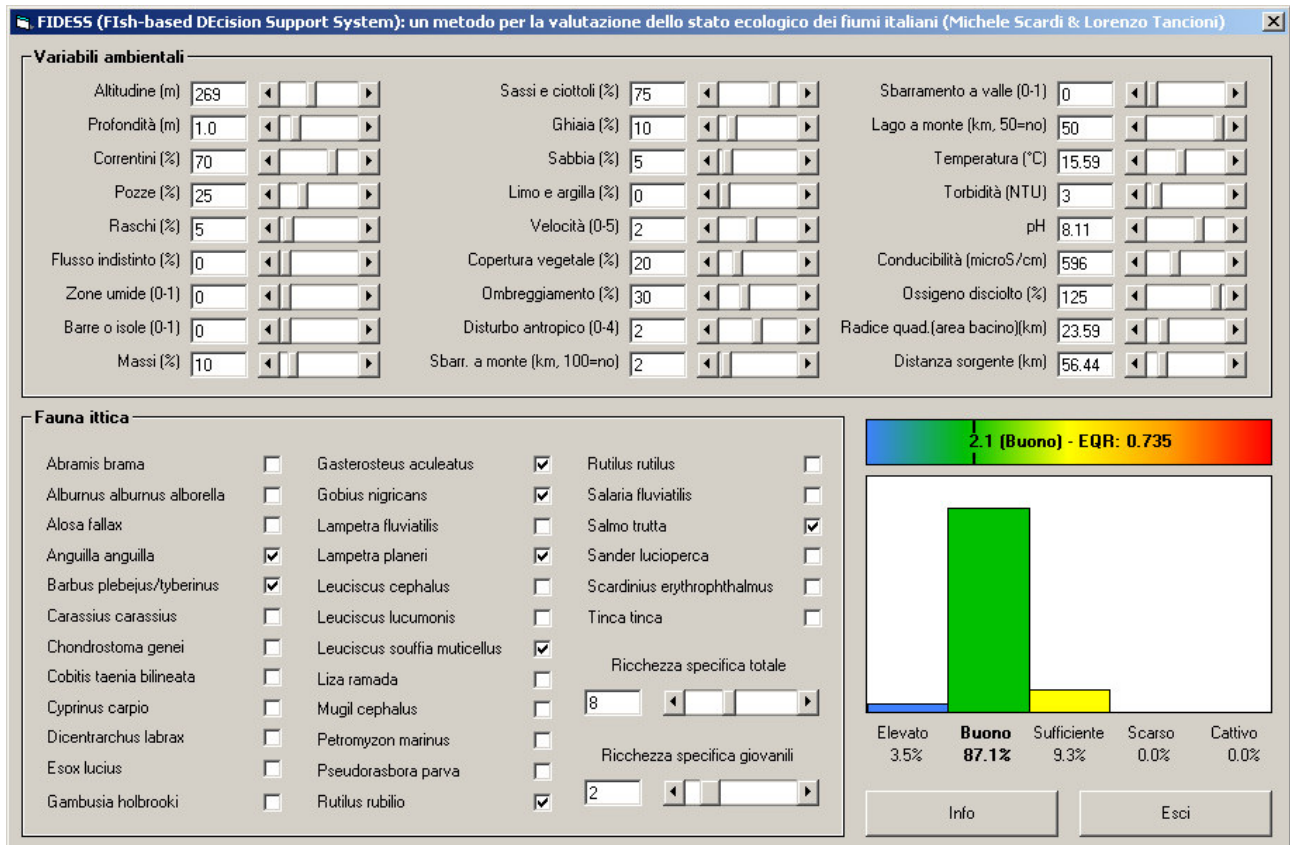 FIDESS (FIsh-based DEcision Support System): un metodo per la valutazione dello stato ecologico dei fiumi italiani (Michele Scardi & Lorenzo Tancioni)
Variabili ambientali
Altitudine (m) 269
Profondità (m) 1.0
Correntini (%) 70
Pozze (%) 25
Raschi (%) 5
Flusso indistinto (%) 0
Zone umide (0-1) 0
Barre o isole (0-1) 0
Massi (%) 10
Sassi e ciottoli (%) 75
Ghiaia (%) 10
Sabbia (%) 5
Limo e argilla (%) 0
Velocità (0-5) 2
Copertura vegetale (%) 20
Ombreggiamento (%) 30
Disturbo antropico (0-4) 2
Sbarr. a monte (km, 100=no) 2
Sbarramento a valle (0-1) 0
Lago a monte (km, 50=no) 50
Temperatura (°C) 15.59
Torbidità (NTU) 3
pH 8.11
Conducibilità (microS/cm) 596
Ossigeno disciolto (%) 125
Radice quad.(area bacino)(km) 23.59
Distanza sorgente (km) 56.44
Fauna ittica
Abramis brama
Alburnus alburnus alborella
Alosa fallax
Anguilla anguilla
Barbus plebejus/tyberinus
Carassius carassius
Chondrostoma genei
Cobitis taenia bilineata
Cyprinus carpio
Dicentrarchus labrax
Esox lucius
Gambusia holbrooki
Gasterosteus aculeatus
Gobius nigricans
Lampetra fluviatilis
Lampetra planeri
Leuciscus cephalus
Leuciscus lucumonis
Leuciscus souffia muticellus
Liza ramada
Mugil cephalus
Petromyzon marinus
Pseudorasbora parva
Rutilus rubilio
Rutilus rutilus
Salaria fluviatilis
Salmo trutta
Sander lucioperca
Scardinius erythrophthalmus
Tinca tinca
Ricchezza specifica totale
8
Ricchezza specifica giovanili
2
2.1 (Buono) - EQR: 0.735
Elevato Buono Sufficiente Scarso Cattivo
3.5% 87.1% 9.3% 0.0% 0.0%
Info Esci